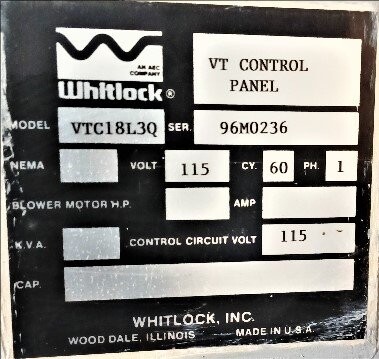 AN AEC
COMPANY
Whitlock®
VT CONTROL
PANEL
MODEL VTC18L3Q SER. 96M0236
NEMA VOLT 115 CY. 60 PH. 1
BLOWER MOTOR H.P. AMP
K.V.A. CONTROL CIRCUIT VOLT 115
CAP.
WHITLOCK, INC.
WOOD DALE, ILLINOIS MADE IN U.S.A.